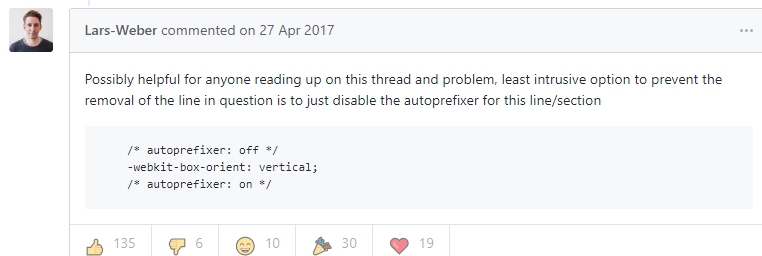 Lars-Weber commented on 27 Apr 2017
Possibly helpful for anyone reading up on this thread and problem, least intrusive option to prevent the
removal of the line in question is to just disable the autoprefixer for this line/section
/* autoprefixer: off */
-webkit-box-orient: vertical;
/* autoprefixer: on */
135 6 10 30 19